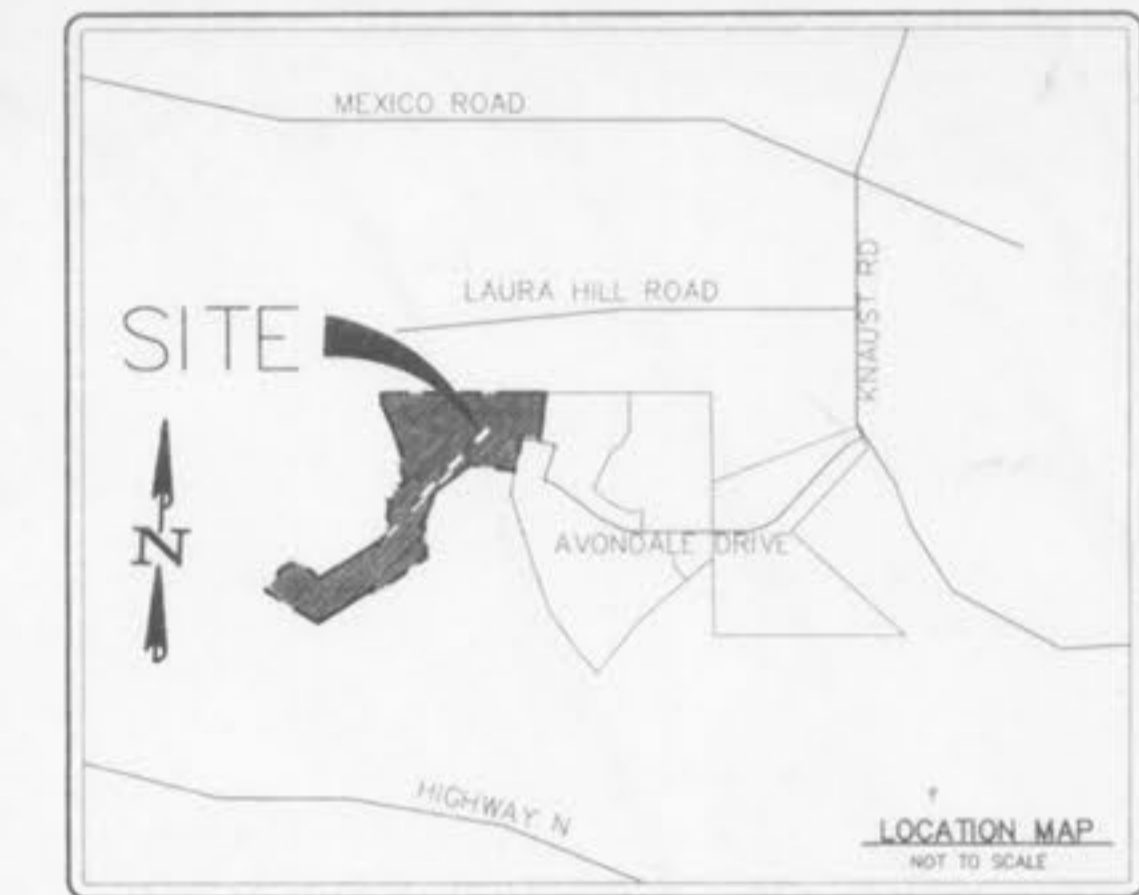 MEXICO ROAD
LAURA HILL ROAD
KNAUST RD
SITE
N
AVONDALE DRIVE
HIGHWAY N
LOCATION MAP
NOT TO SCALE